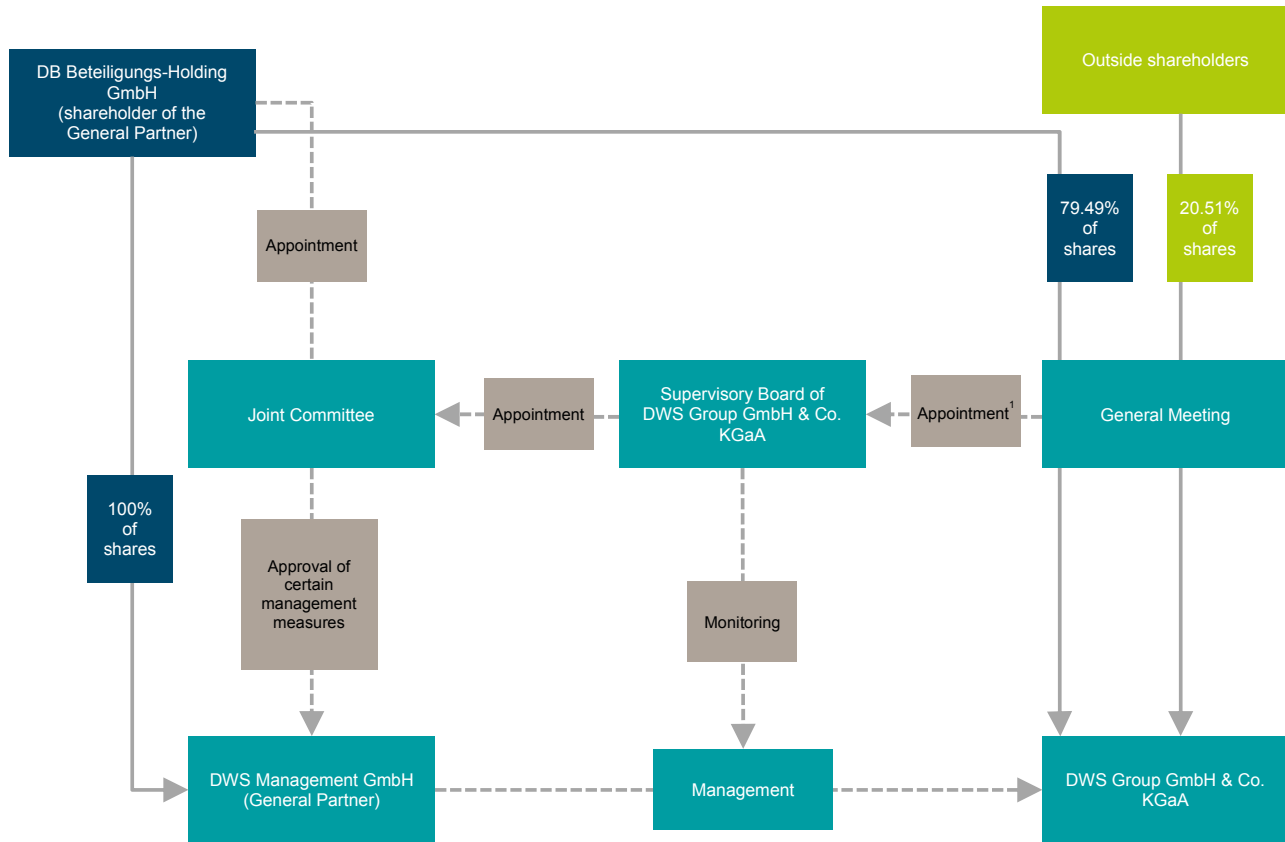 DB Beteiligungs-Holding
GmbH
(shareholder of the
General Partner)
Outside shareholders
79.49%
of
shares
20.51%
of
shares
Appointment
Joint Committee
Appointment
Supervisory Board of
DWS Group GmbH & Co.
KGaA
Appointment¹
General Meeting
100%
of
shares
Approval of
certain
management
measures
Monitoring
DWS Management GmbH
(General Partner)
Management
DWS Group GmbH & Co.
KGaA